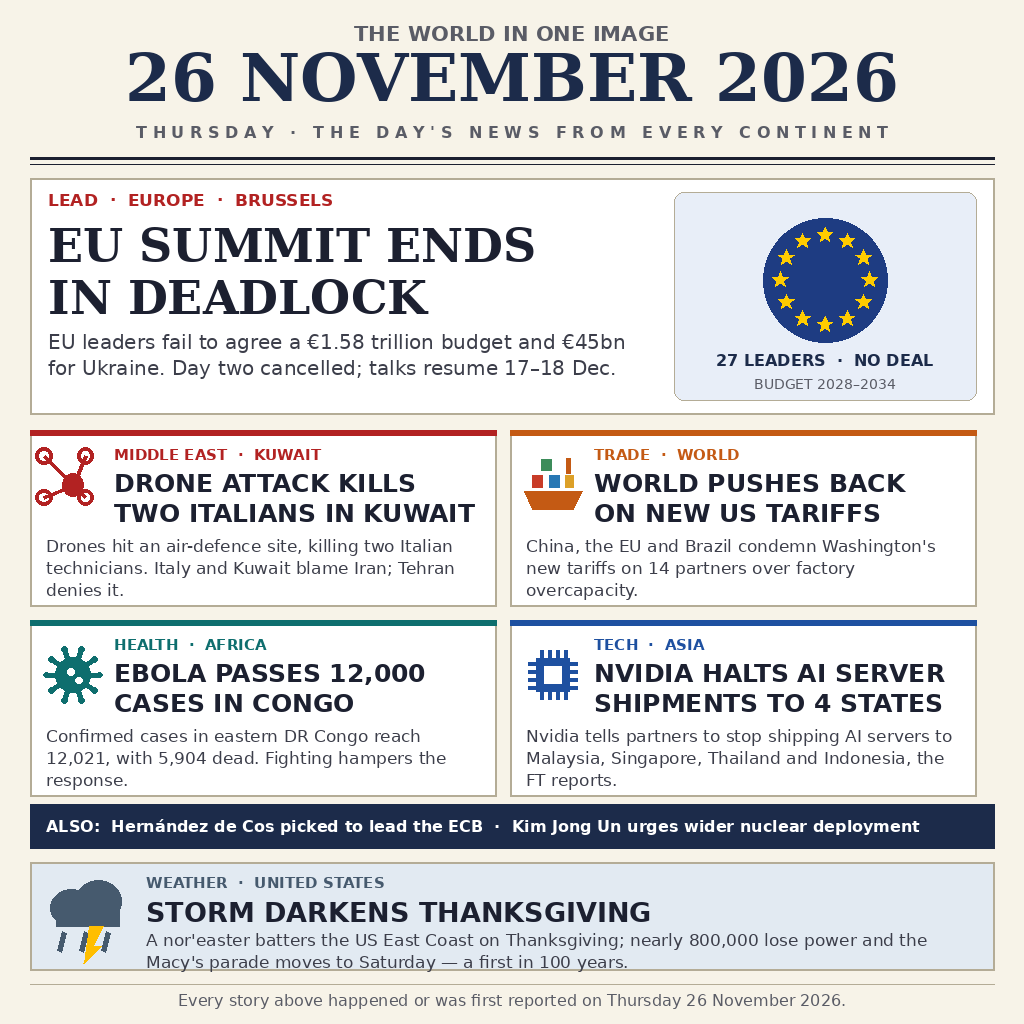 THE WORLD IN ONE IMAGE
26 NOVEMBER 2026
THURSDAY · THE DAY'S NEWS FROM EVERY CONTINENT
LEAD · EUROPE · BRUSSELS
EU SUMMIT ENDS
IN DEADLOCK
EU leaders fail to agree a €1.58 trillion budget and €45bn
for Ukraine. Day two cancelled; talks resume 17–18 Dec.
27 LEADERS · NO DEAL
BUDGET 2028–2034
MIDDLE EAST · KUWAIT
DRONE ATTACK KILLS
TWO ITALIANS IN KUWAIT
Drones hit an air-defence site, killing two Italian
technicians. Italy and Kuwait blame Iran; Tehran
denies it.
TRADE · WORLD
WORLD PUSHES BACK
ON NEW US TARIFFS
China, the EU and Brazil condemn Washington's
new tariffs on 14 partners over factory
overcapacity.
HEALTH · AFRICA
EBOLA PASSES 12,000
CASES IN CONGO
Confirmed cases in eastern DR Congo reach
12,021, with 5,904 dead. Fighting hampers the
response.
TECH · ASIA
NVIDIA HALTS AI SERVER
SHIPMENTS TO 4 STATES
Nvidia tells partners to stop shipping AI servers to
Malaysia, Singapore, Thailand and Indonesia, the
FT reports.
ALSO: Hernández de Cos picked to lead the ECB · Kim Jong Un urges wider nuclear deployment
WEATHER · UNITED STATES
STORM DARKENS THANKSGIVING
A nor'easter batters the US East Coast on Thanksgiving; nearly 800,000 lose power and the
Macy's parade moves to Saturday — a first in 100 years.
Every story above happened or was first reported on Thursday 26 November 2026.